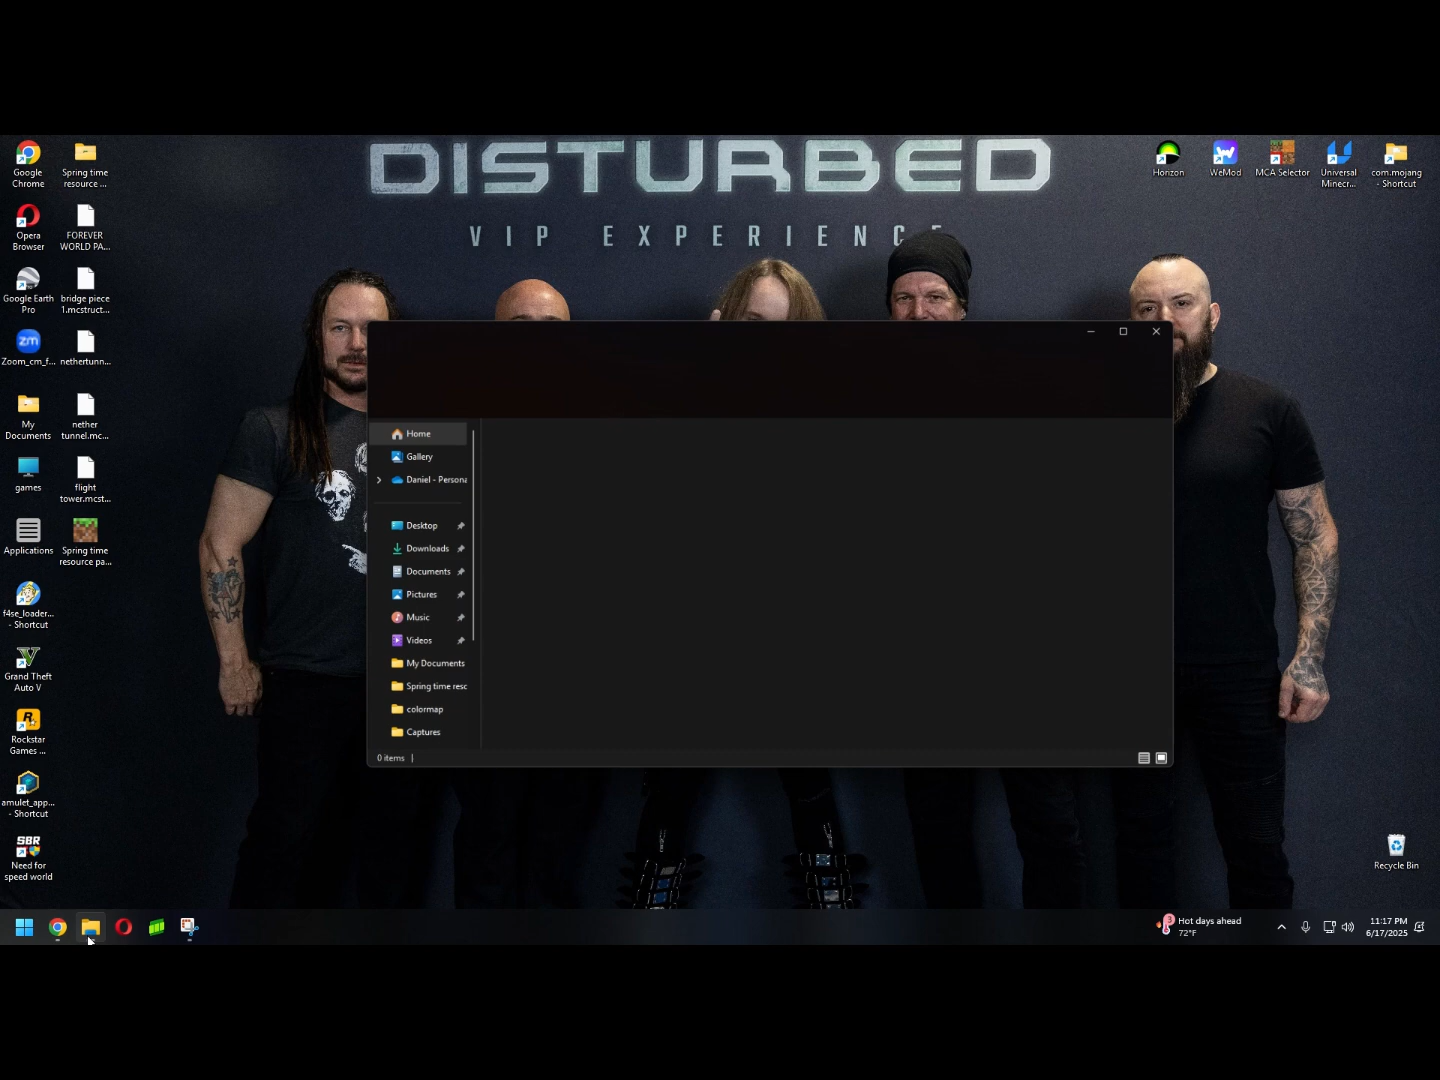 DISTURBED
VIP EXPERIENCE
Google
Chrome
Spring time
resource ...
Opera
Browser
FOREVER
WORLD PA...
Google Earth
Pro
bridge piece
1.mcstruct...
Zoom_cm_f...
nethertunn...
My
Documents
nether
tunnel.mc...
games
flight
tower.mcst...
Applications
Spring time
resource pa...
f4se_loader...
- Shortcut
Grand Theft
Auto V
Rockstar
Games ...
amulet_app...
- Shortcut
SBR
Need for
speed world
Horizon
WeMod
MCA Selector
Universal
Minecr...
com.mojang
- Shortcut
Home
Gallery
Daniel - Persona
Desktop
Downloads
Documents
Pictures
Music
Videos
My Documents
Spring time resc
colormap
Captures
0 items
Recycle Bin
3
Hot days ahead
72°F
11:17 PM
6/17/2025
zm